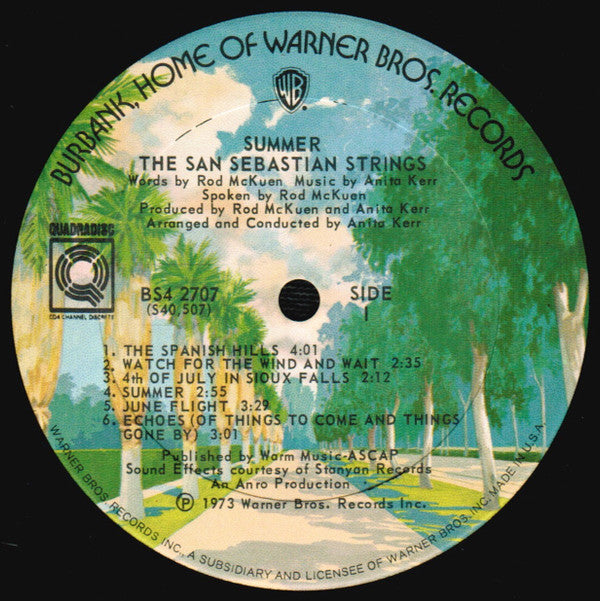 BURBANK, HOME OF WARNER BROS. RECORDS
WB
SUMMER
THE SAN SEBASTIAN STRINGS
Words by Rod McKuen Music by Anita Kerr
Spoken by Rod McKuen
Produced by Rod McKuen and Anita Kerr
Arranged and Conducted by Anita Kerr
QUADRADISC
Q
CD4 CHANNEL DISCRETE
BS4 2707
(S40,507)
SIDE
1
1. THE SPANISH HILLS 4:01
2. WATCH FOR THE WIND AND WAIT 2:35
3. 4th OF JULY IN SIOUX FALLS 2:12
4. SUMMER 2:55
5. JUNE FLIGHT 3:29
6. ECHOES (OF THINGS TO COME AND THINGS
GONE BY) 3:01
Published by Warm Music-ASCAP
Sound Effects courtesy of Stanyan Records
An Anro Production
Ⓟ 1973 Warner Bros. Records Inc.
WARNER BROS. RECORDS INC., A SUBSIDIARY AND LICENSEE OF WARNER BROS. INC. MADE IN U.S.A.